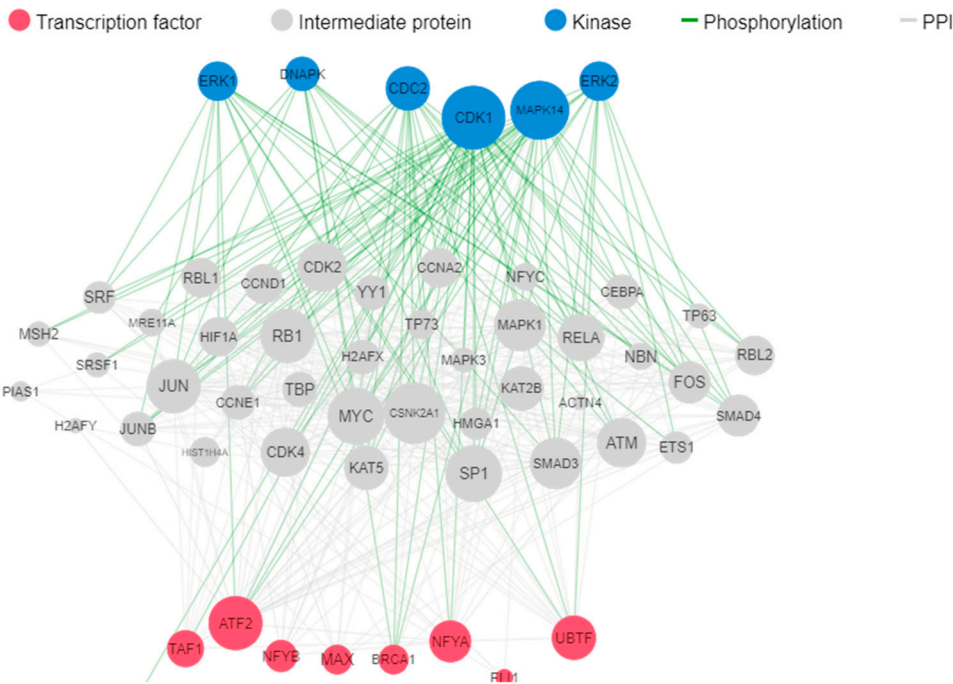 Transcription factor Intermediate protein Kinase Phosphorylation PPI
ERK1 DNAPK CDC2 CDK1 MAPK14 ERK2
SRF RBL1 CCND1 CDK2 YY1 CCNA2 NFYC CEBPA TP63
MSH2 MRE11A HIF1A RB1 TP73 MAPK1 RELA NBN RBL2
PIAS1 SRSF1 JUN CCNE1 TBP H2AFX MAPK3 KAT2B ACTN4 FOS
H2AFY JUNB HIST1H4A CDK4 MYC CSNK2A1 HMGA1 ATM ETS1 SMAD4
KAT5 SP1 SMAD3
ATF2 TAF1 NFYB MAX BRCA1 NFYA UBTF